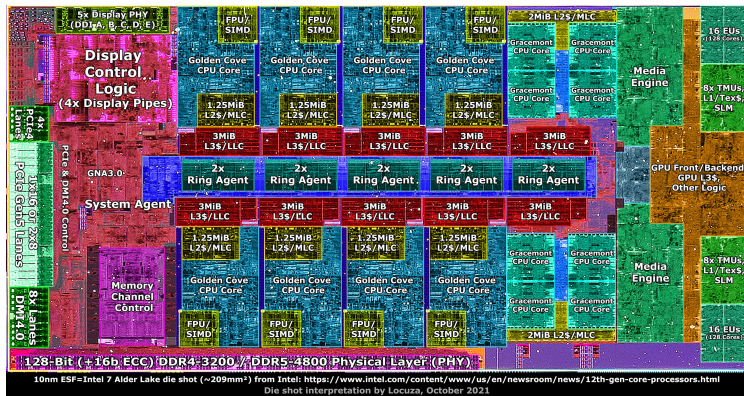 5x Display PHY
(DDI A, B, C, D, E)
Display
Control
Logic
(4x Display Pipes)
4x
PCIe4
Lanes
PCIe & DMI4.0 Control
1x16 or 2x8
PCIe Gen5 Lanes
8x Lanes
DMI4.0
GNA3.0
System Agent
Memory
Channel
Control
FPU/
SIMD
Golden Cove
CPU Core
1.25MiB
L2$/MLC
FPU/
SIMD
Golden Cove
CPU Core
1.25MiB
L2$/MLC
FPU/
SIMD
Golden Cove
CPU Core
1.25MiB
L2$/MLC
FPU/
SIMD
Golden Cove
CPU Core
1.25MiB
L2$/MLC
3MiB
L3$/LLC
3MiB
L3$/LLC
3MiB
L3$/LLC
3MiB
L3$/LLC
3MiB
L3$/LLC
2x
Ring Agent
2x
Ring Agent
2x
Ring Agent
2x
Ring Agent
2x
Ring Agent
3MiB
L3$/LLC
3MiB
L3$/LLC
3MiB
L3$/LLC
3MiB
L3$/LLC
3MiB
L3$/LLC
1.25MiB
L2$/MLC
Golden Cove
CPU Core
FPU/
SIMD
1.25MiB
L2$/MLC
Golden Cove
CPU Core
FPU/
SIMD
1.25MiB
L2$/MLC
Golden Cove
CPU Core
FPU/
SIMD
1.25MiB
L2$/MLC
Golden Cove
CPU Core
FPU/
SIMD
2MiB L2$/MLC
Gracemont
CPU Core
Gracemont
CPU Core
Gracemont
CPU Core
Gracemont
CPU Core
Gracemont
CPU Core
Gracemont
CPU Core
Gracemont
CPU Core
Gracemont
CPU Core
2MiB L2$/MLC
Media
Engine
Media
Engine
16 EUs
(128 Cores)
8x TMUs,
L1/Tex$,
SLM
GPU Front/Backend
GPU L3$,
Other Logic
8x TMUs,
L1/Tex$,
SLM
16 EUs
(128 Cores)
128-Bit (+16b ECC) DDR4-3200 / DDR5-4800 Physical Layer (PHY)
10nm ESF=Intel 7 Alder Lake die shot (~209mm²) from Intel: https://www.intel.com/content/www/us/en/newsroom/news/12th-gen-core-processors.html
Die shot interpretation by Locuza, October 2021